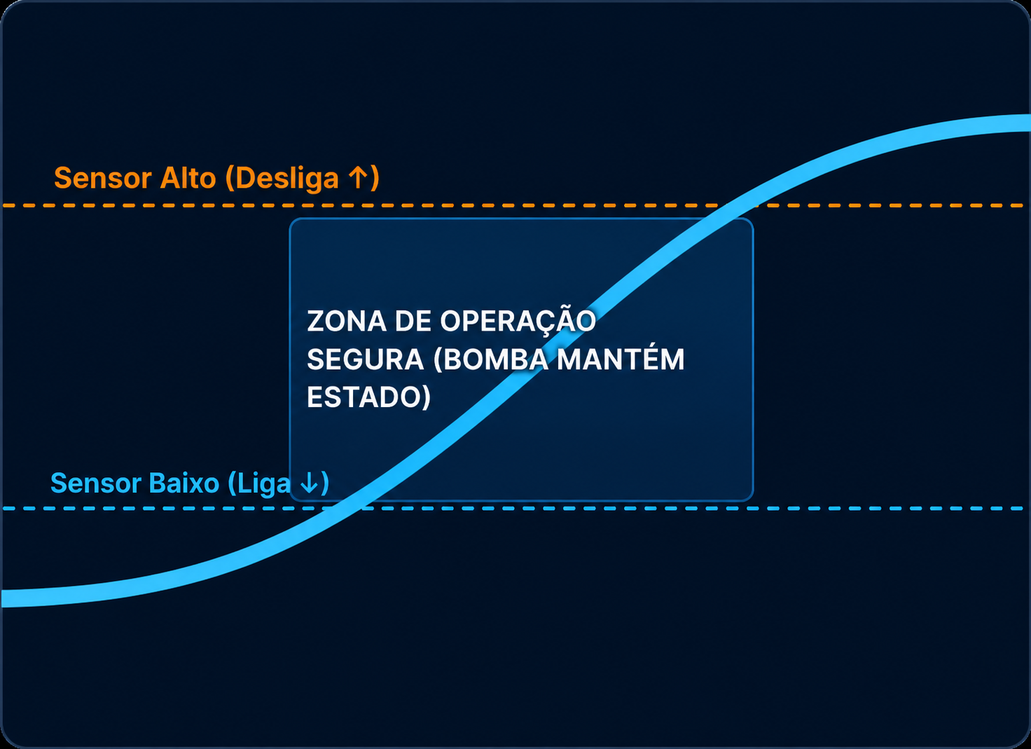 Sensor Alto (Desliga ↑)
ZONA DE OPERAÇÃO
SEGURA (BOMBA MANTÉM
ESTADO)
Sensor Baixo (Liga ↓)